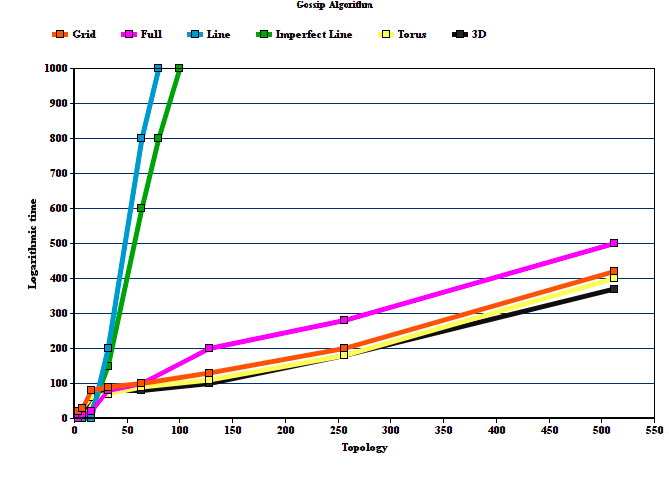 Gossip Algorithm
Grid Full Line Imperfect Line Torus 3D
1000
900
800
700
600
500
400
300
200
100
0
Logarithmic time
0 50 100 150 200 250 300 350 400 450 500 550
Topology